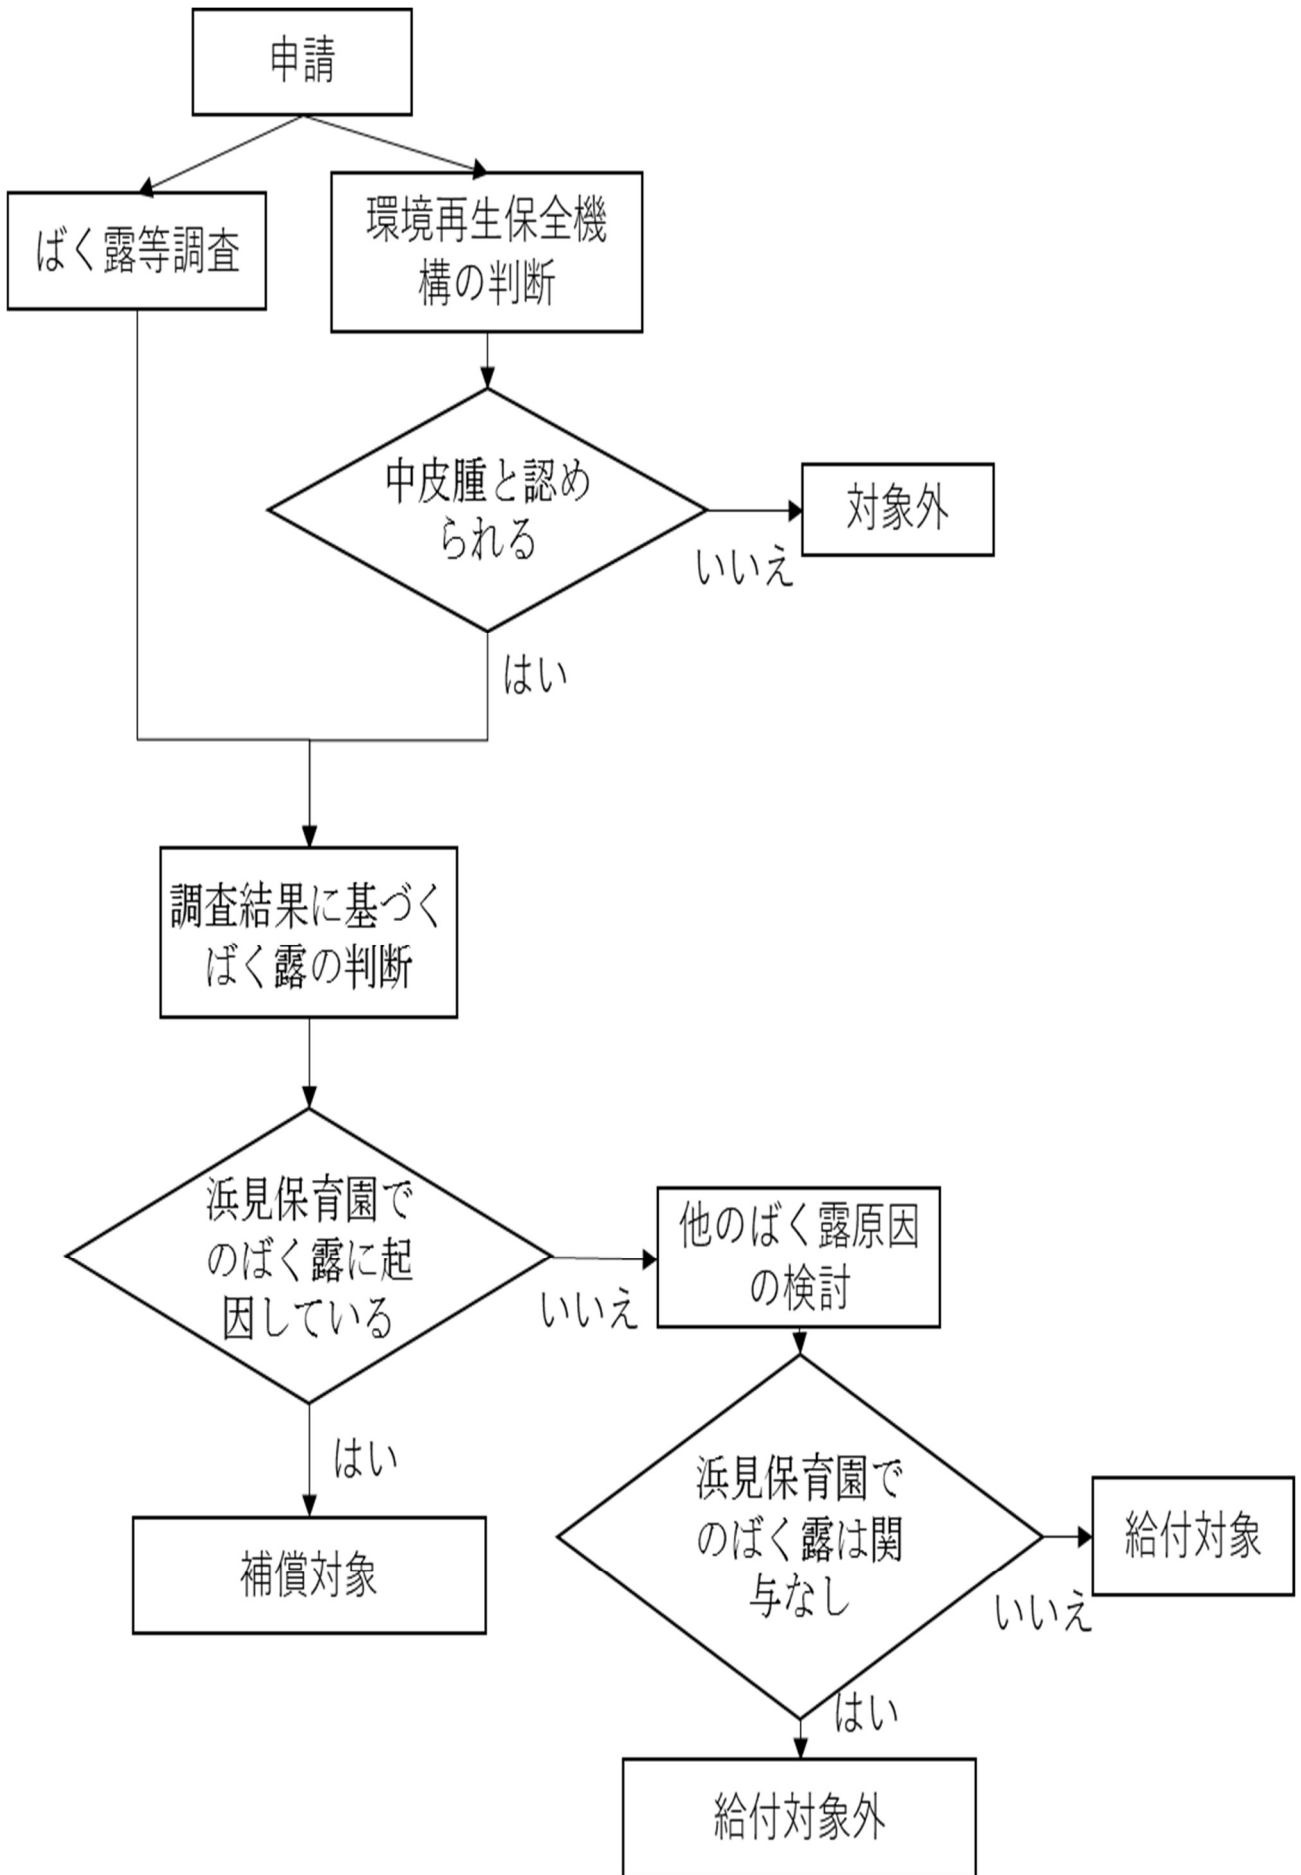 申請
ばく露等調査
環境再生保全機
構の判断
中皮腫と認め
られる
いいえ
対象外
はい
調査結果に基づく
ばく露の判断
浜見保育園で
のばく露に起
因している
いいえ
他のばく露原因
の検討
はい
補償対象
浜見保育園で
のばく露は関
与なし
いいえ
給付対象
はい
給付対象外